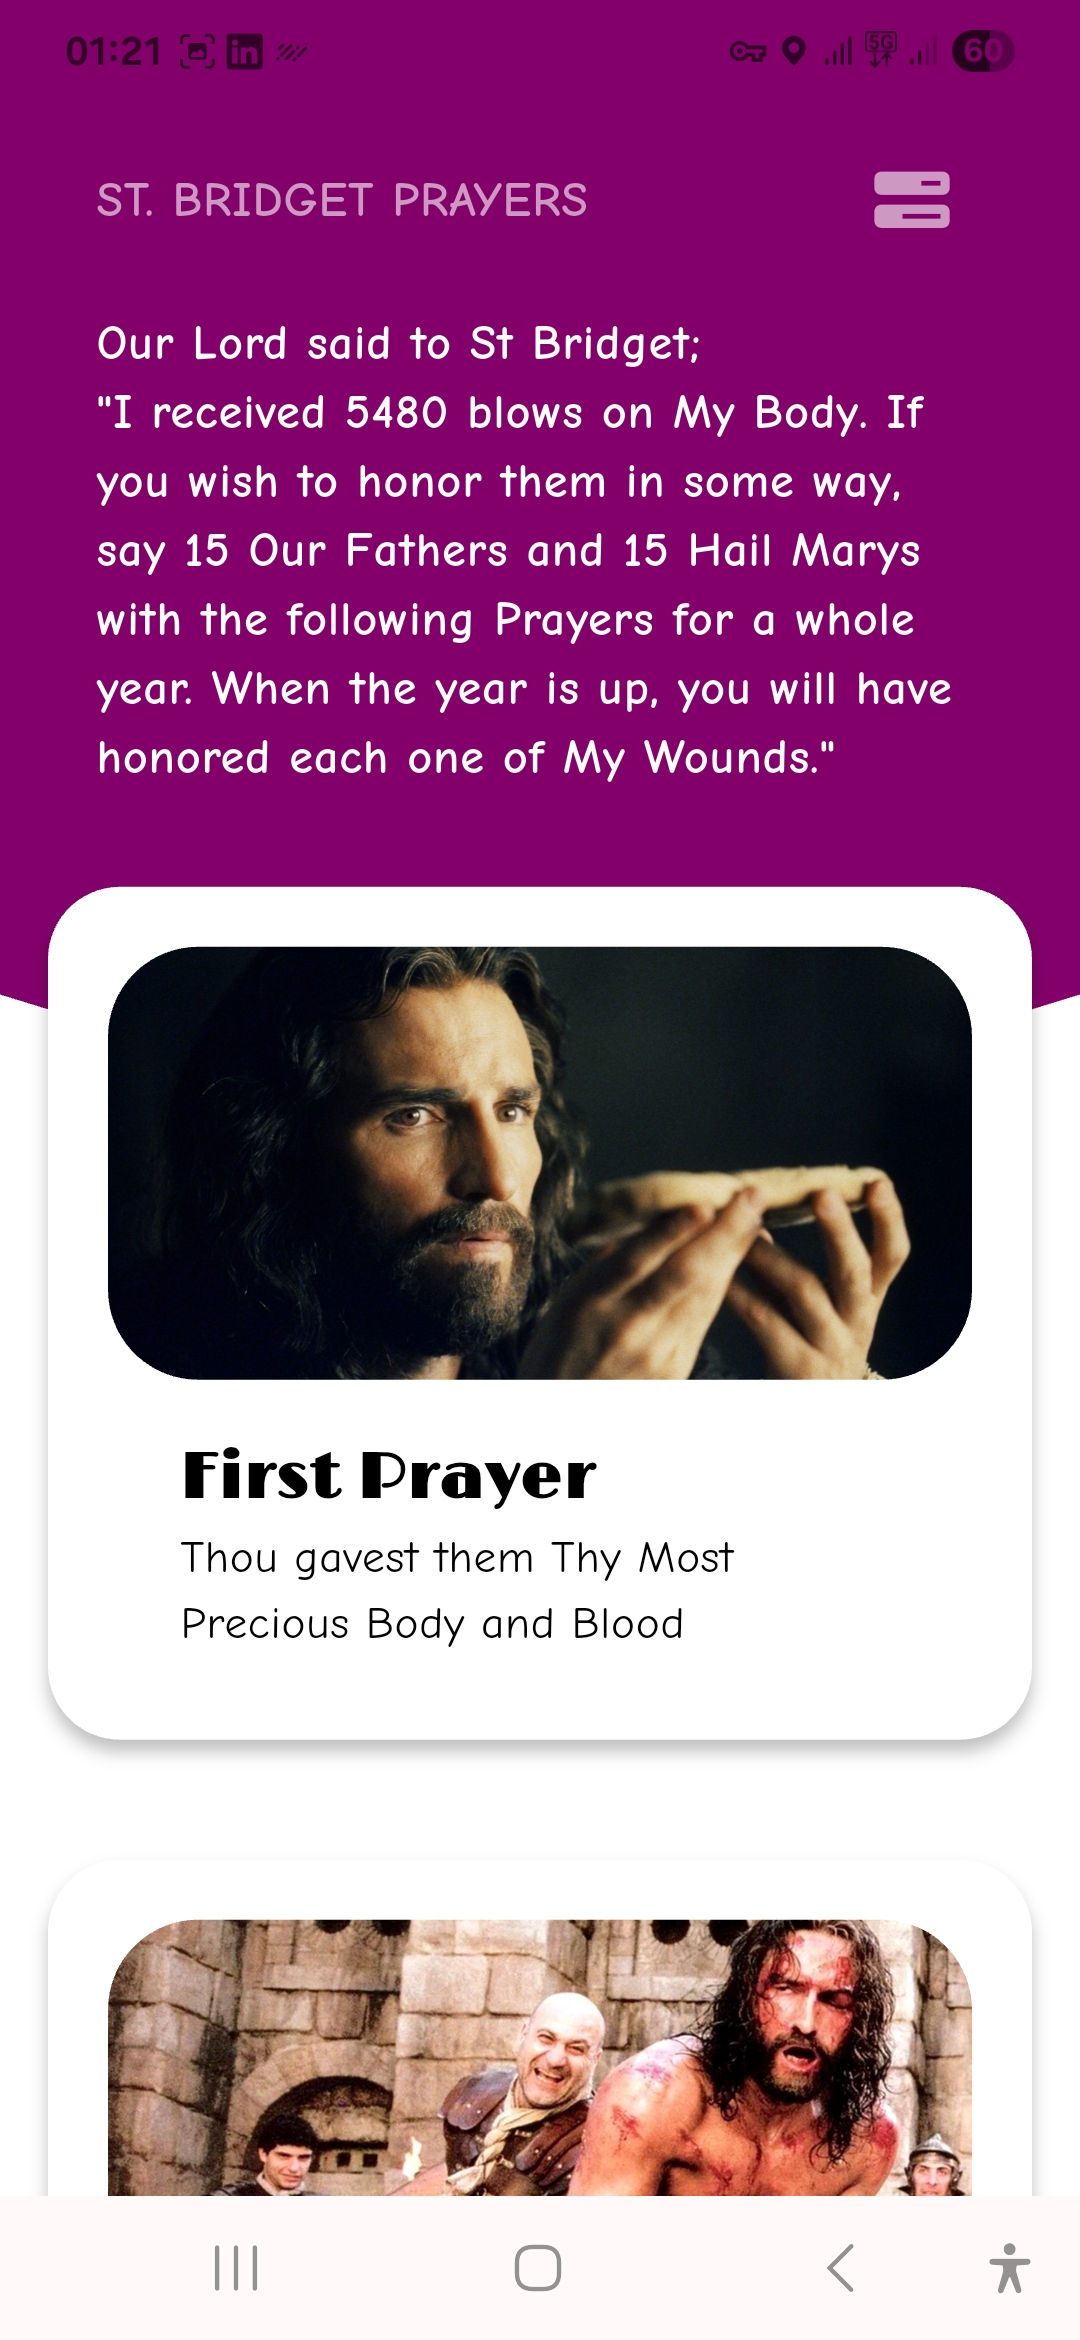 01:21
5G
60
ST. BRIDGET PRAYERS
Our Lord said to St Bridget;
"I received 5480 blows on My Body. If
you wish to honor them in some way,
say 15 Our Fathers and 15 Hail Marys
with the following Prayers for a whole
year. When the year is up, you will have
honored each one of My Wounds."
First Prayer
Thou gavest them Thy Most
Precious Body and Blood